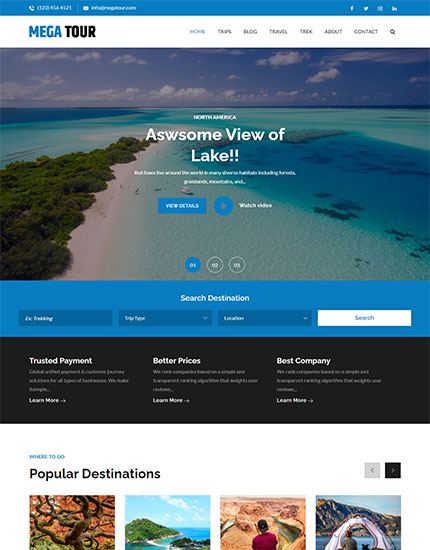 (123) 456 4521 info@megatour.com
MEGA TOUR
HOME TRIPS BLOG TRAVEL TREK ABOUT CONTACT
NORTH AMERICA
Aswsome View of
Lake!!
Red foxes live around the world in many diverse habitats including forests,
grasslands, mountains, and...
VIEW DETAILS Watch video
01 02 03
Search Destination
Ex: Trekking Trip Type Location Search
Trusted Payment Better Prices Best Company
Global unified payment & customer journey We rank companies based on a simple and We rank companies based on a simple and
solutions for all types of businesses. We make transparent ranking algorithm that weights user transparent ranking algorithm that weights user
itsimple... reviews... reviews...
Learn More Learn More Learn More
WHERE TO GO
Popular Destinations